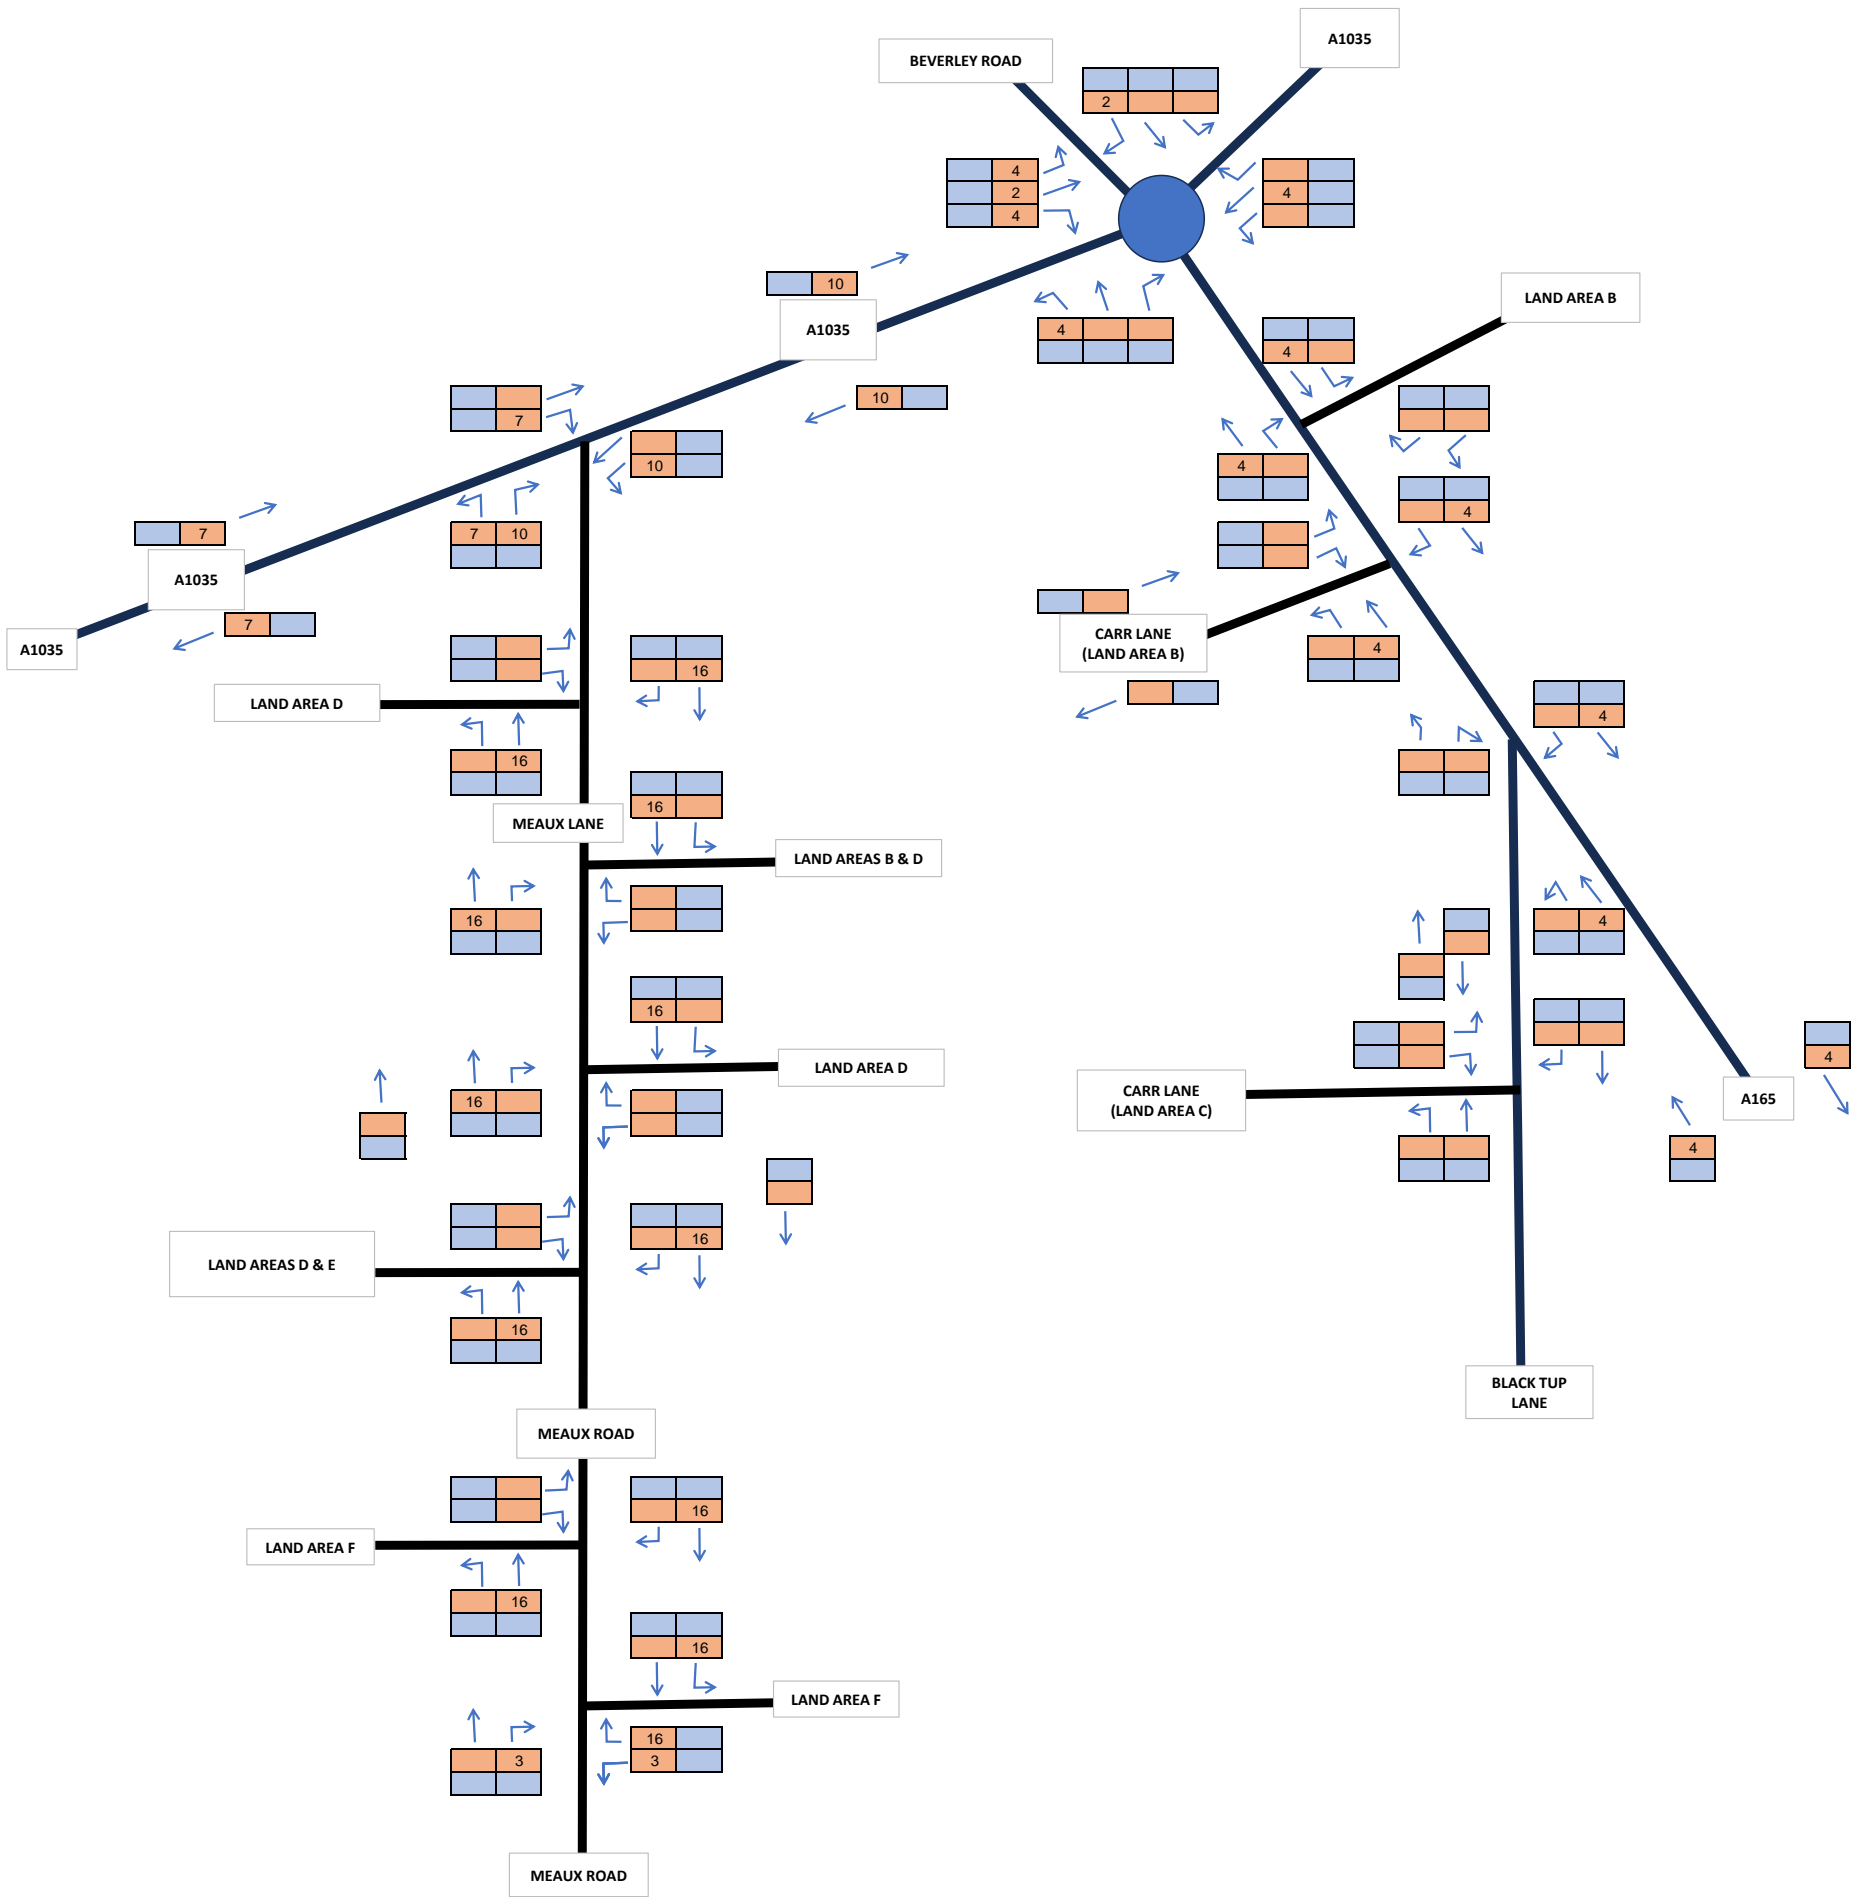 A1035
BEVERLEY ROAD
2
4
2
4
4
10
LAND AREA B
A1035
4
4
10
7
10
4
4
7
7 10
A1035
7
A1035
CARR LANE
(LAND AREA B)
4
16
LAND AREA D
4
16
16
MEAUX LANE
LAND AREAS B & D
16
4
16
LAND AREA D
16
4
CARR LANE
(LAND AREA C)
A165
4
16
LAND AREAS D & E
16
BLACK TUP
LANE
MEAUX ROAD
16
LAND AREA F
16
16
LAND AREA F
16
3
3
MEAUX ROAD